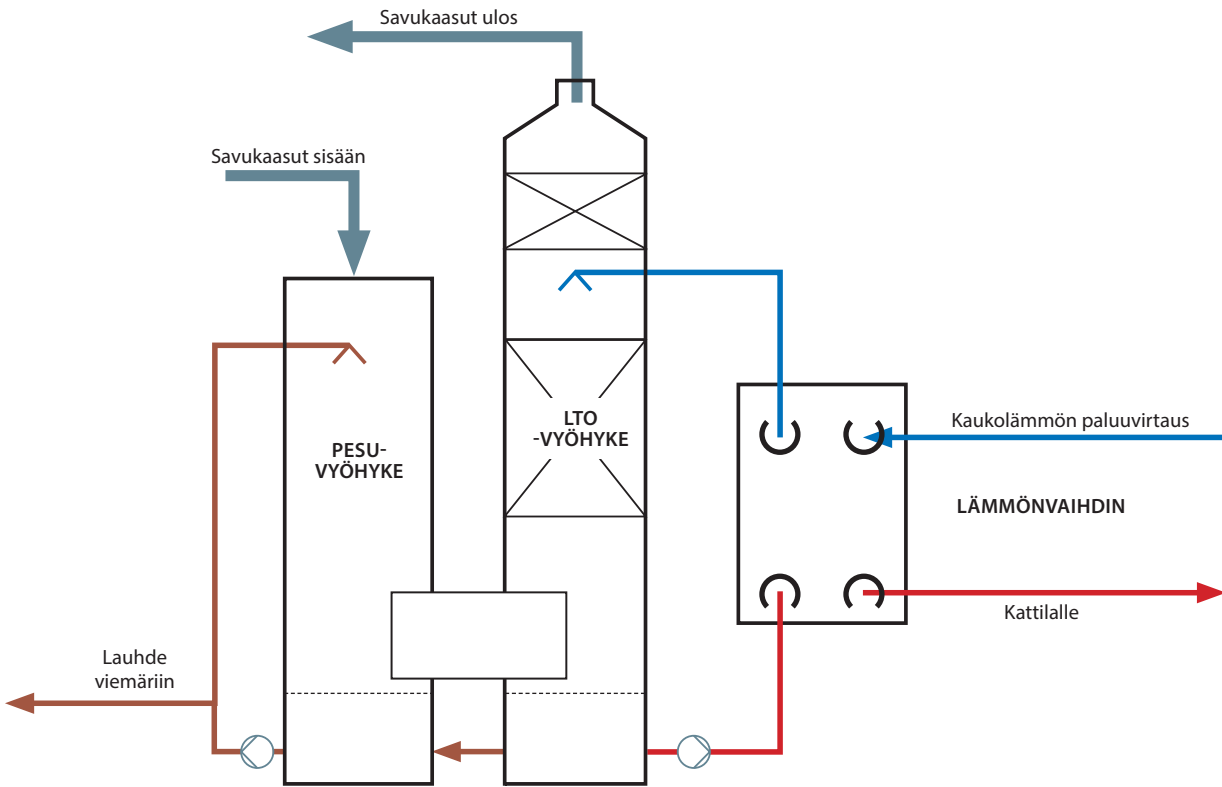 Savukaasut ulos
Savukaasut sisään
PESU-
VYÖHYKE
LTO
-VYÖHYKE
Kaukolämmön paluuvirtaus
LÄMMÖNVAIHDIN
Kattilalle
Lauhde
viemäriin